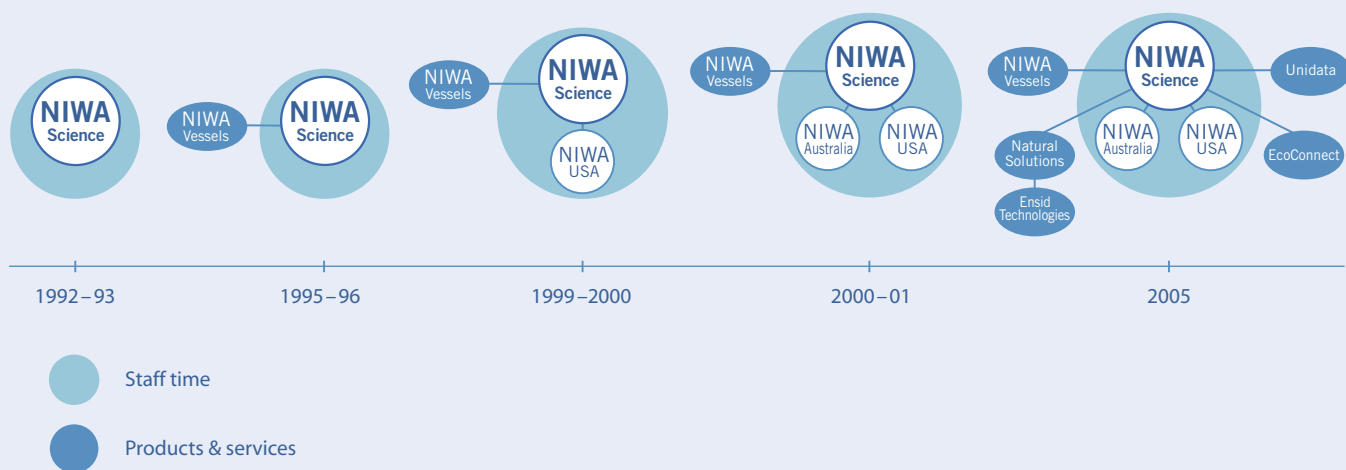 NIWA
Science
NIWA
Vessels
NIWA
Science
NIWA
Vessels
NIWA
Science
NIWA
USA
NIWA
Vessels
NIWA
Science
NIWA
Australia
NIWA
USA
NIWA
Vessels
NIWA
Science
Unidata
Natural
Solutions
NIWA
Australia
NIWA
USA
EcoConnect
Ensid
Technologies
1992–93
1995–96
1999–2000
2000–01
2005
Staff time
Products & services